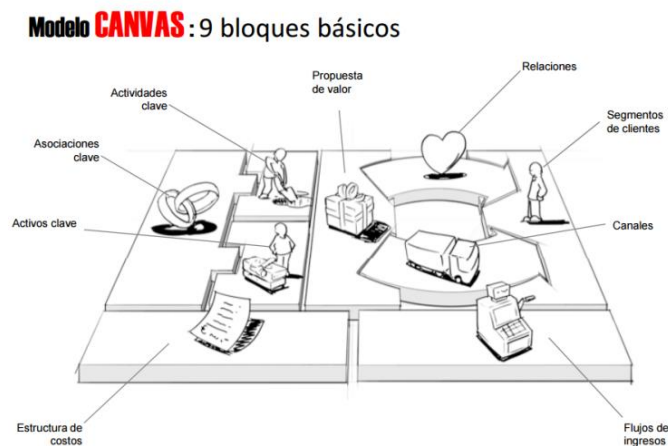 Modelo CANVAS: 9 bloques básicos
Relaciones
Propuesta
de valor
Actividades
clave
Segmentos
de clientes
Asociaciones
clave
Activos clave
Canales
Estructura de
costos
Flujos de
ingresos